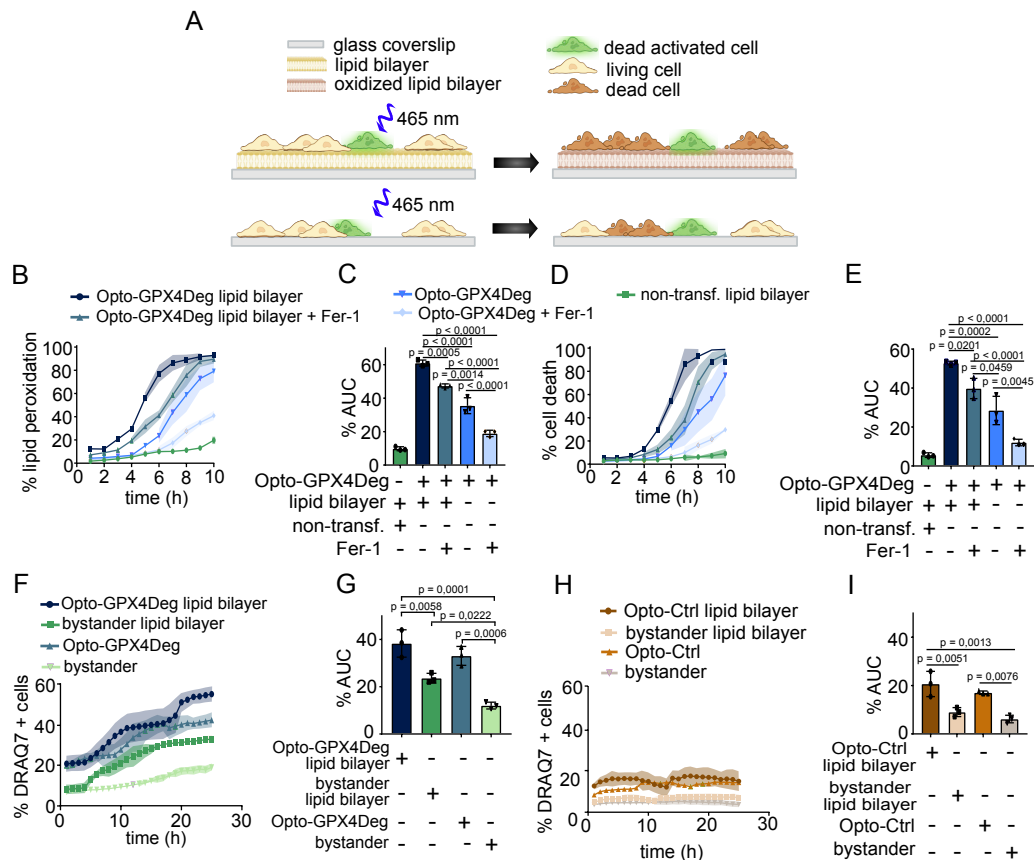 A
glass coverslip
lipid bilayer
oxidized lipid bilayer
dead activated cell
living cell
dead cell
465 nm
465 nm
B
Opto-GPX4Deg lipid bilayer
Opto-GPX4Deg lipid bilayer + Fer-1
% lipid peroxidation
100
80
60
40
20
0
0 2 4 6 8 10
time (h)
C
Opto-GPX4Deg
Opto-GPX4Deg + Fer-1
p < 0,0001
p < 0,0001
p = 0,0005
p < 0,0001
p = 0,0014
p < 0,0001
% AUC
60
40
20
0
Opto-GPX4Deg - + + + +
lipid bilayer + + + - -
non-transf. + - - - -
Fer-1 - - + - +
D
non-transf. lipid bilayer
% cell death
100
80
60
40
20
0
0 2 4 6 8 10
time (h)
E
p < 0,0001
p = 0,0002
p = 0,0201
p < 0,0001
p = 0,0459
p = 0,0045
% AUC
60
40
20
0
Opto-GPX4Deg - + + + +
lipid bilayer + + + - -
non-transf. + - - - -
Fer-1 - - + - +
F
Opto-GPX4Deg lipid bilayer
bystander lipid bilayer
Opto-GPX4Deg
bystander
% DRAQ7 + cells
60
40
20
0
0 10 20 30
time (h)
G
p = 0,0001
p = 0,0058
p = 0,0222
p = 0,0006
% AUC
40
20
0
Opto-GPX4Deg
lipid bilayer + - - -
bystander
lipid bilayer - + - -
Opto-GPX4Deg - - + -
bystander - - - +
H
Opto-Ctrl lipid bilayer
bystander lipid bilayer
Opto-Ctrl
bystander
% DRAQ7 + cells
60
40
20
0
0 10 20 30
time (h)
I
p = 0,0013
p = 0,0051
p = 0,0076
% AUC
40
20
0
Opto-Ctrl
lipid bilayer + - - -
bystander
lipid bilayer - + - -
Opto-Ctrl - - + -
bystander - - - +